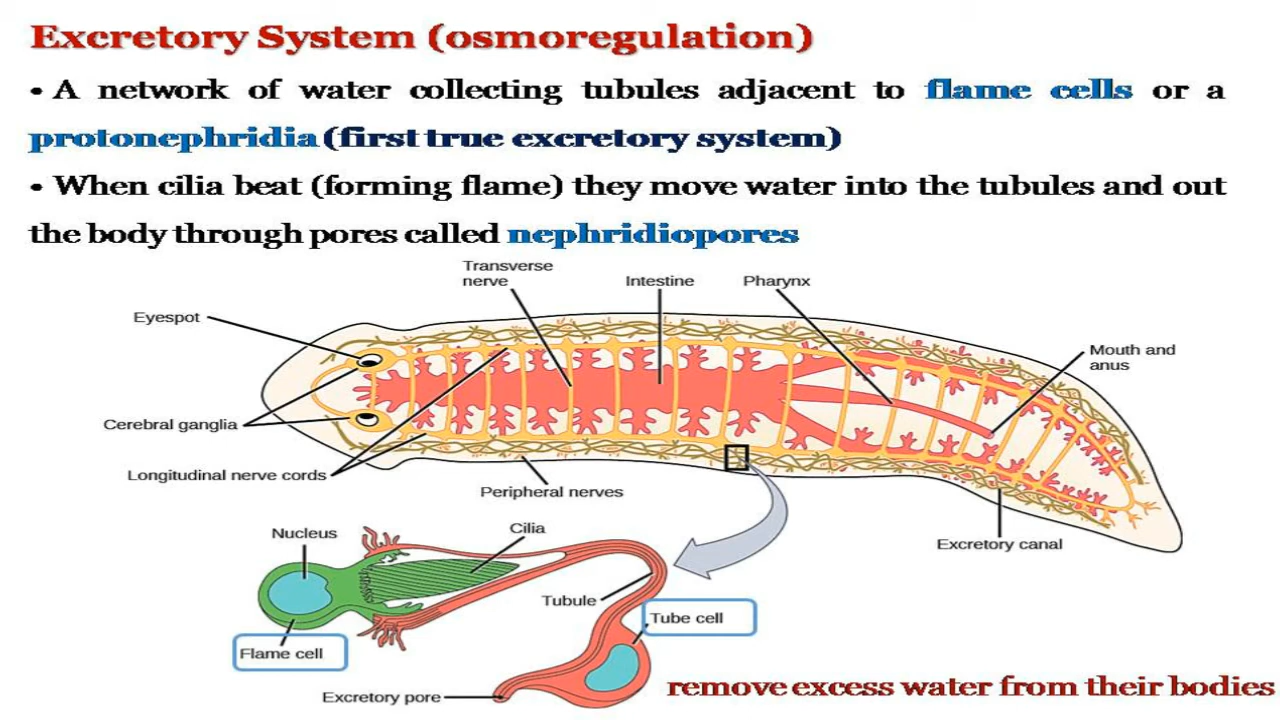 Excretory System (osmoregulation)
• A network of water collecting tubules adjacent to flame cells or a
protonephridia (first true excretory system)
• When cilia beat (forming flame) they move water into the tubules and out
the body through pores called nephridiopores
Transverse
nerve
Intestine
Pharynx
Eyespot
Mouth and
anus
Cerebral ganglia
Longitudinal nerve cords
Peripheral nerves
Excretory canal
Nucleus
Cilia
Tubule
Tube cell
Flame cell
Excretory pore
remove excess water from their bodies